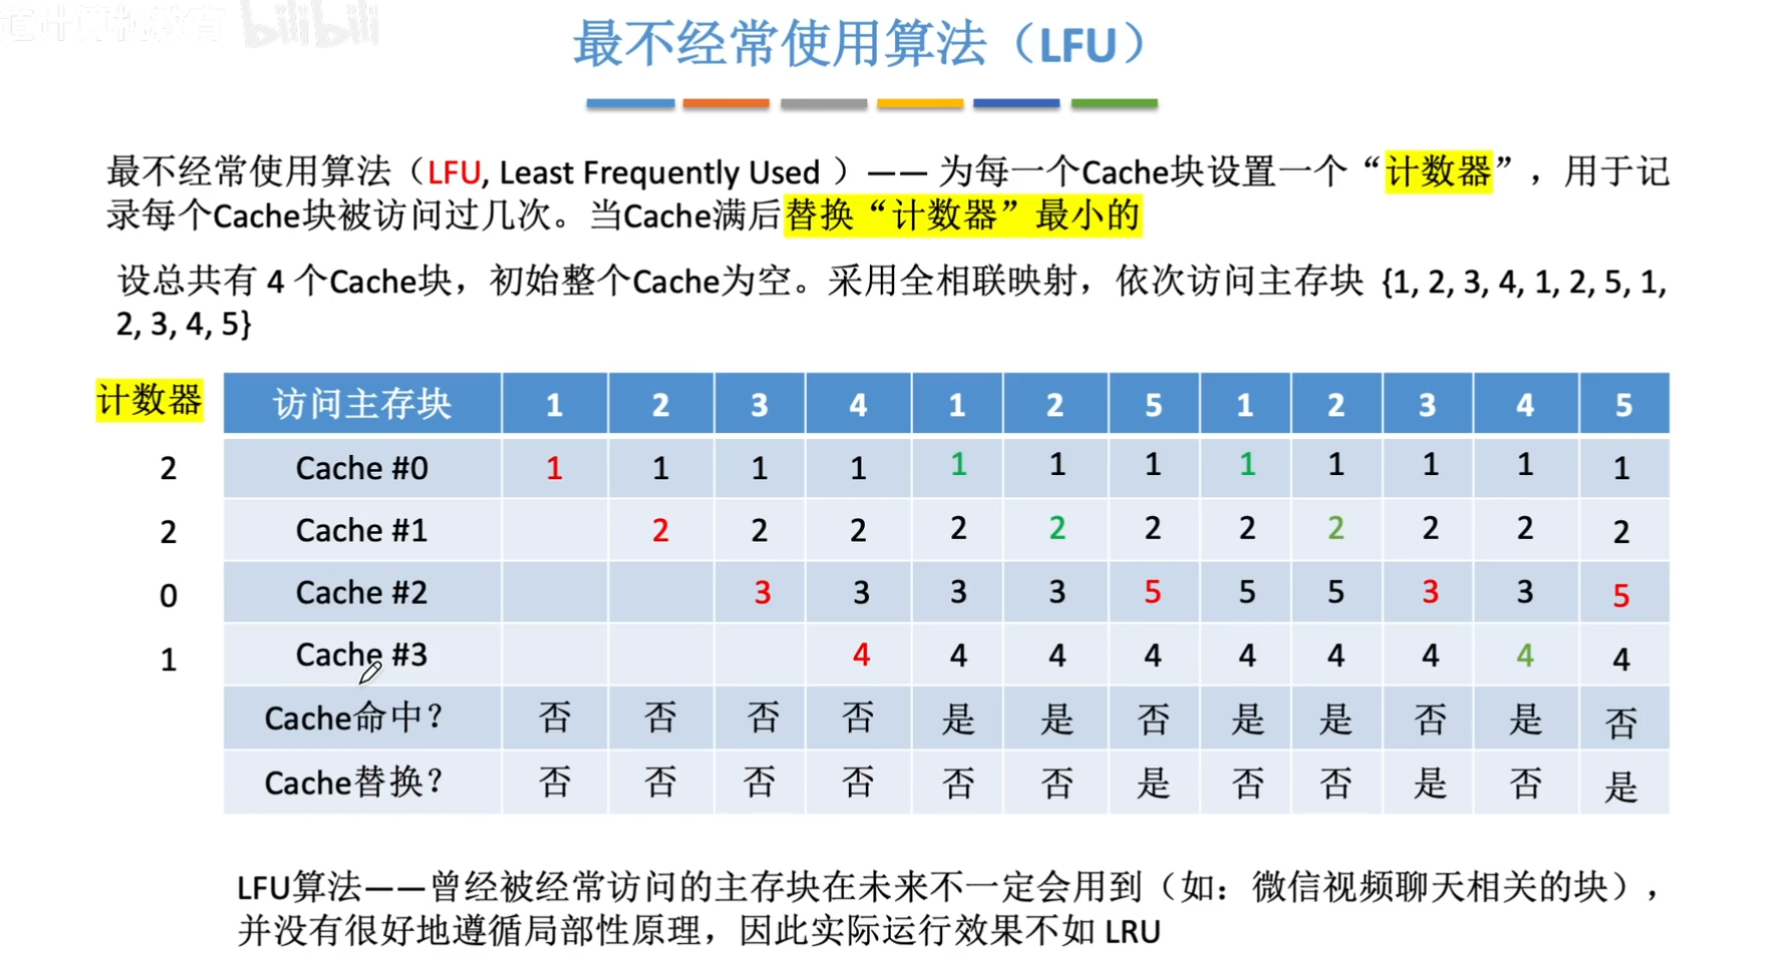 道计算机教育 bilibili
最不经常使用算法（LFU）
最不经常使用算法（LFU, Least Frequently Used ）—— 为每一个Cache块设置一个“计数器”，用于记
录每个Cache块被访问过几次。当Cache满后替换“计数器”最小的
设总共有 4 个Cache块，初始整个Cache为空。采用全相联映射，依次访问主存块 {1, 2, 3, 4, 1, 2, 5, 1,
2, 3, 4, 5}
计数器 访问主存块 1 2 3 4 1 2 5 1 2 3 4 5
2 Cache #0 1 1 1 1 1 1 1 1 1 1 1 1
2 Cache #1 2 2 2 2 2 2 2 2 2 2 2
0 Cache #2 3 3 3 3 5 5 5 3 3 5
1 Cache #3 4 4 4 4 4 4 4 4 4
Cache命中? 否 否 否 否 是 是 否 是 是 否 是 否
Cache替换? 否 否 否 否 否 否 是 否 否 是 否 是
LFU算法——曾经被经常访问的主存块在未来不一定会用到（如：微信视频聊天相关的块），
并没有很好地遵循局部性原理，因此实际运行效果不如 LRU